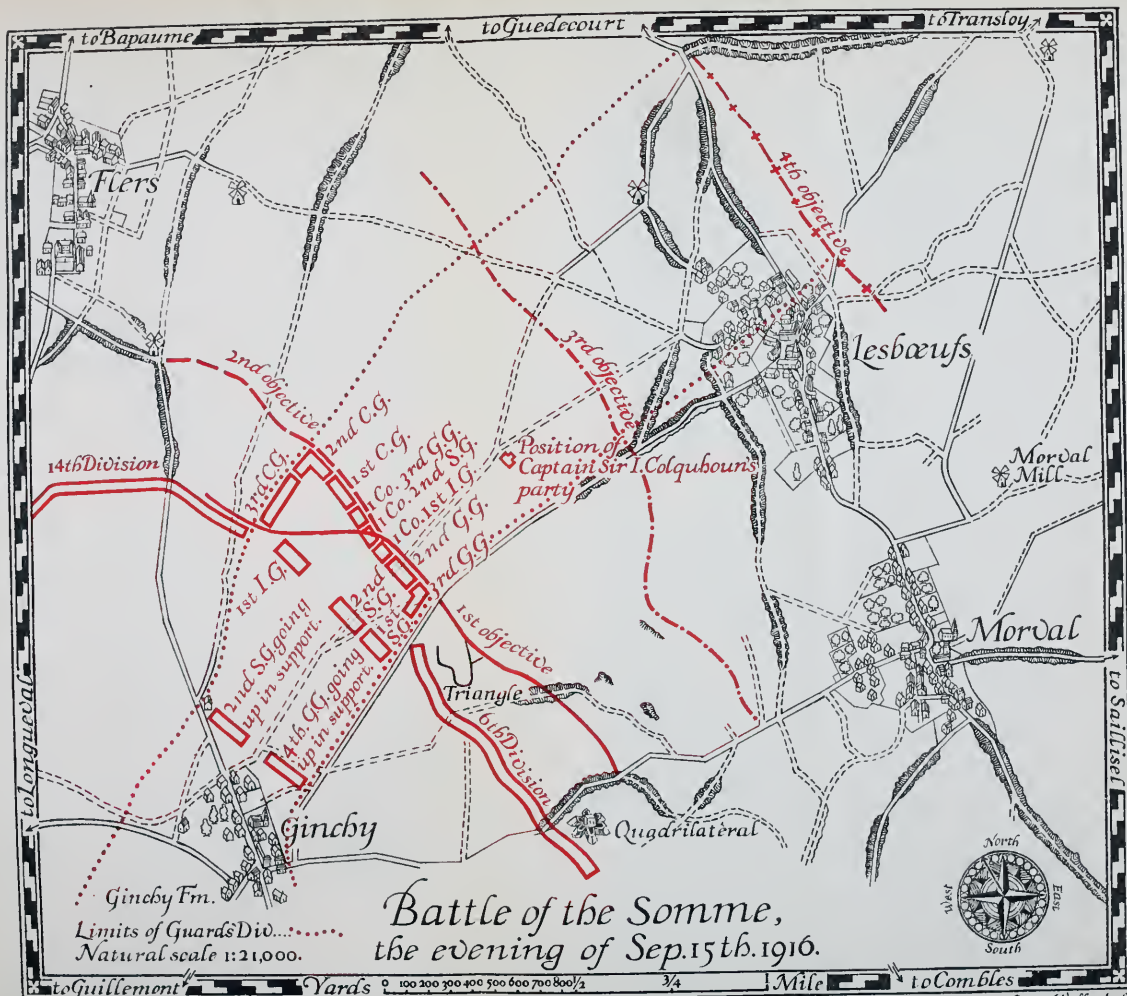 to Bapaume
to Guedecourt
to Transloy
Flers
4th objective
Lesbœufs
2nd objective
3rd objective
2nd C.G.
1st C.G.
1 Co. 3rd G.G.
1 Co. 2nd S.G.
1 Co. 1st I.G.
2nd G.G.
3rd G.G.
Position of
Captain Sir I. Colquhouns
party
Morval
Mill
14th Division
3rd C.G.
1st I.G.
2nd
S.G.
1st
S.G.
1st objective
Morval
2nd S.G. going
up in support.
4th G.G. going
up in support.
Triangle
6th Division
to Longueval
to Saillisel
Ginchy
Quadrilateral
Ginchy Fm.
Limits of Guards Div....
Natural scale 1:21,000.
Battle of the Somme,
the evening of Sep. 15th. 1916.
North
West
East
South
to Guillemont
Yards 0 100 200 300 400 500 600 700 800 1/2 3/4 1 Mile
to Combles